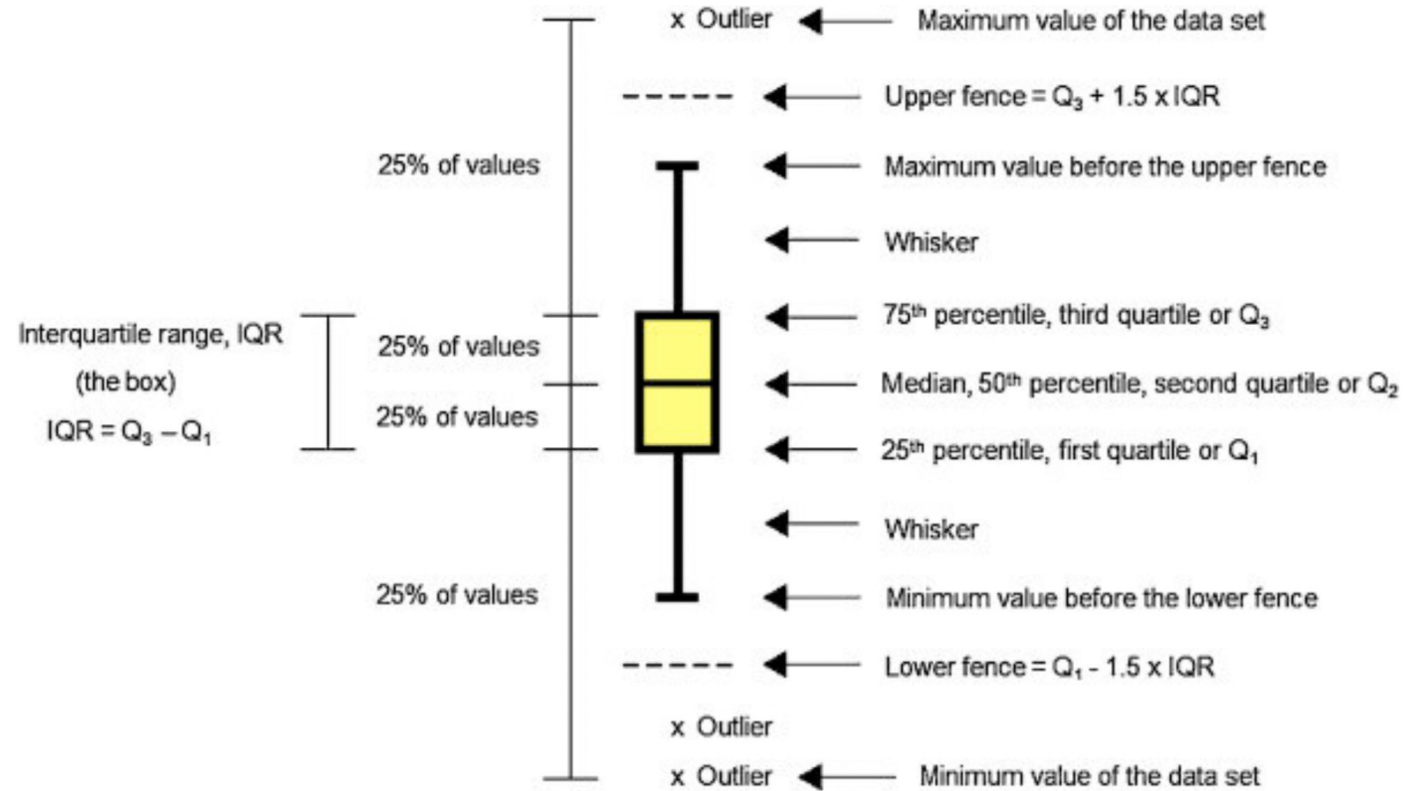 x Outlier
Maximum value of the data set
Upper fence = Q₃ + 1.5 x IQR
25% of values
Maximum value before the upper fence
Whisker
75th percentile, third quartile or Q₃
Interquartile range, IQR
(the box)
IQR = Q₃ – Q₁
25% of values
Median, 50th percentile, second quartile or Q₂
25% of values
25th percentile, first quartile or Q₁
Whisker
25% of values
Minimum value before the lower fence
Lower fence = Q₁ - 1.5 x IQR
x Outlier
x Outlier
Minimum value of the data set